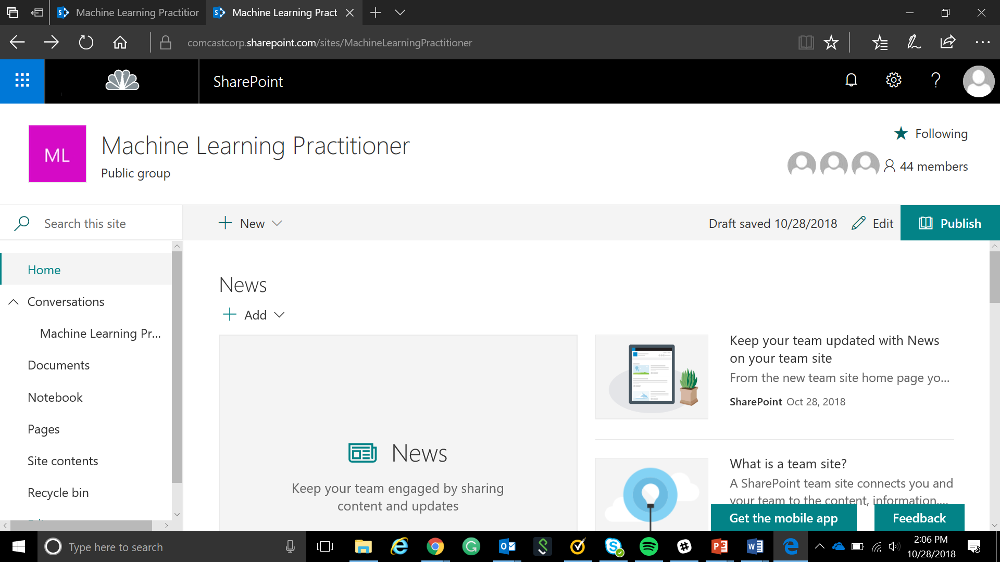 Machine Learning Practition
Machine Learning Pract
comcastcorp.sharepoint.com/sites/MachineLearningPractitioner
SharePoint
ML
Machine Learning Practitioner
Public group
Following
44 members
Search this site
New
Draft saved 10/28/2018
Edit
Publish
Home
Conversations
Machine Learning Pr...
Documents
Notebook
Pages
Site contents
Recycle bin
News
Add
News
Keep your team engaged by sharing
content and updates
Keep your team updated with News
on your team site
From the new team site home page yo...
SharePoint Oct 28, 2018
What is a team site?
A SharePoint team site connects you and
your team to the content, information,...
Get the mobile app
Feedback
Type here to search
2:06 PM
10/28/2018